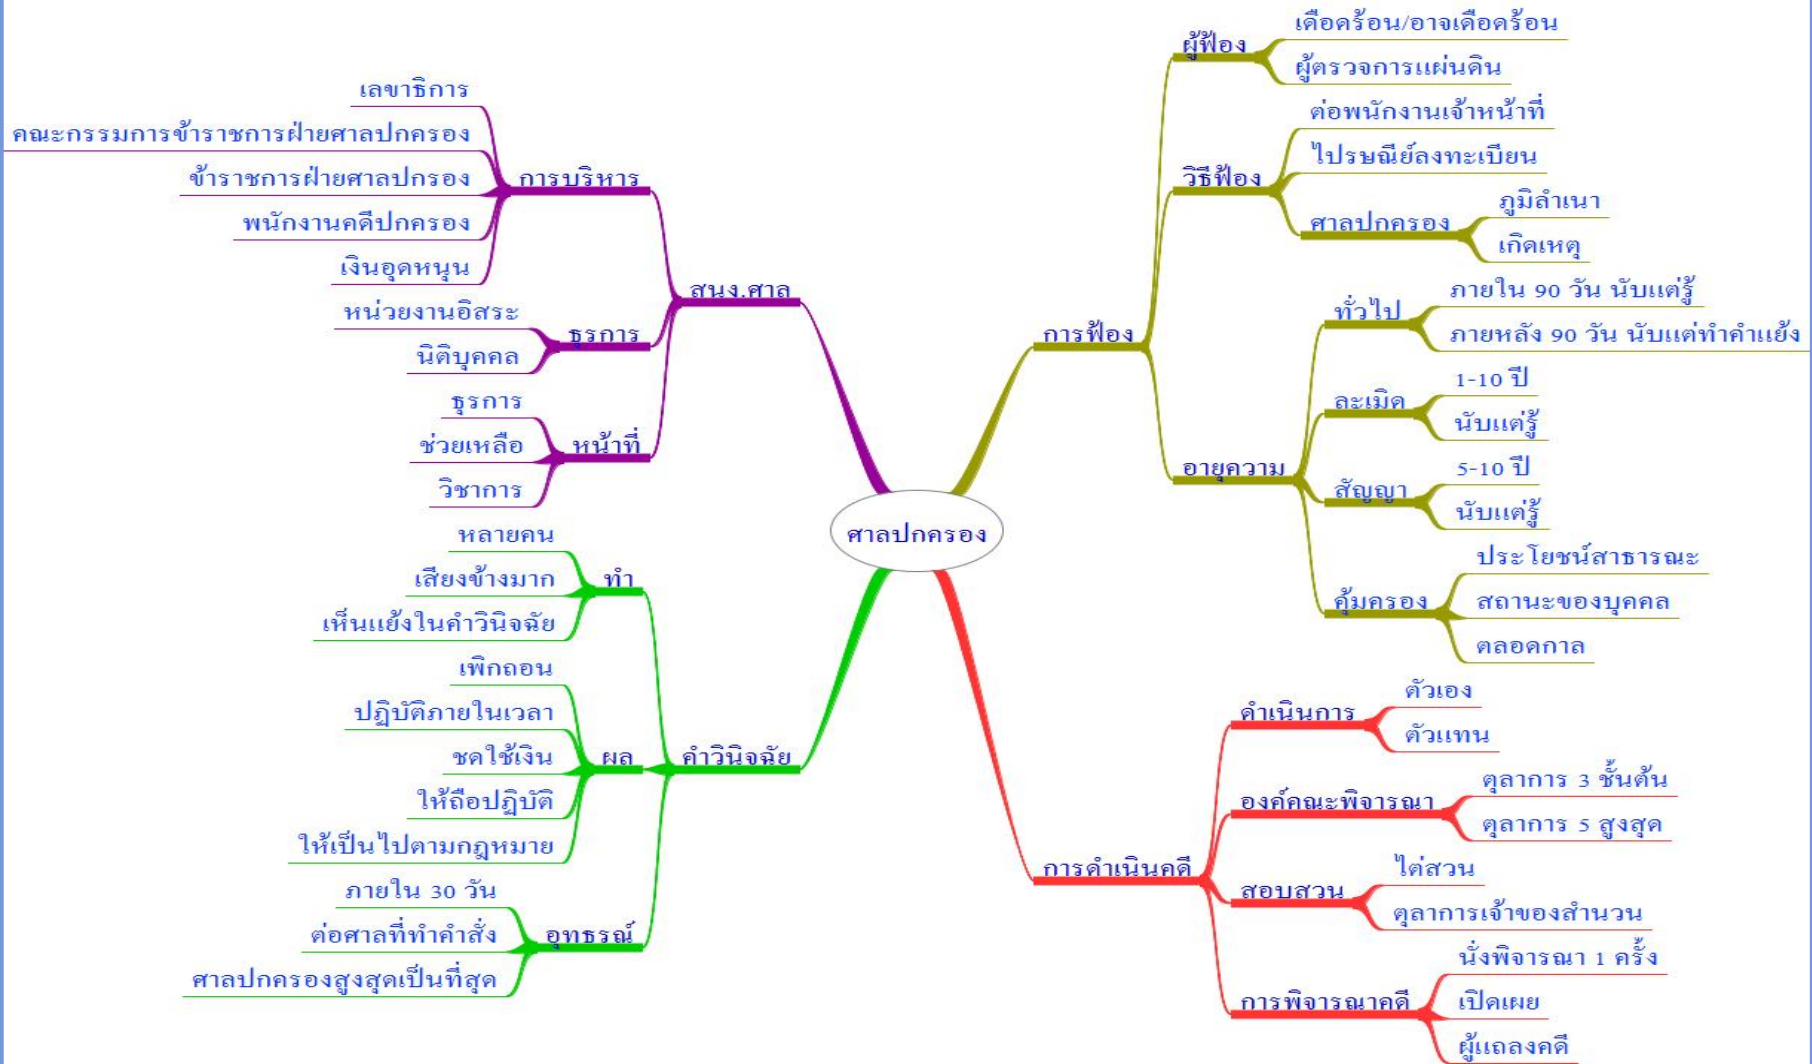 ศาลปกครอง
การฟ้อง
ผู้ฟ้อง
เดือดร้อน/อาจเดือดร้อน
ผู้ตรวจการแผ่นดิน
วิธีฟ้อง
ต่อพนักงานเจ้าหน้าที่
ไปรษณีย์ลงทะเบียน
ศาลปกครอง
ภูมิลำเนา
เกิดเหตุ
อายุความ
ทั่วไป
ภายใน 90 วัน นับแต่รู้
ภายหลัง 90 วัน นับแต่ทำคำแย้ง
ละเมิด
1-10 ปี
นับแต่รู้
สัญญา
5-10 ปี
นับแต่รู้
คุ้มครอง
ประโยชน์สาธารณะ
สถานะของบุคคล
ตลอดกาล
การดำเนินคดี
ดำเนินการ
ตัวเอง
ตัวแทน
องค์คณะพิจารณา
ตุลาการ 3 ชั้นต้น
ตุลาการ 5 สูงสุด
สอบสวน
ไต่สวน
ตุลาการเจ้าของสำนวน
การพิจารณาคดี
นั่งพิจารณา 1 ครั้ง
เปิดเผย
ผู้แถลงคดี
สนง.ศาล
การบริหาร
เลขาธิการ
คณะกรรมการข้าราชการฝ่ายศาลปกครอง
ข้าราชการฝ่ายศาลปกรอง
พนักงานคดีปกครอง
เงินอุดหนุน
ธุรการ
หน่วยงานอิสระ
นิติบุคคล
หน้าที่
ธุรการ
ช่วยเหลือ
วิชาการ
คำวินิจฉัย
ทำ
หลายคน
เสียงข้างมาก
เห็นแย้งในคำวินิจฉัย
ผล
เพิกถอน
ปฏิบัติภายในเวลา
ชดใช้เงิน
ให้ถือปฏิบัติ
ให้เป็นไปตามกฎหมาย
อุทธรณ์
ภายใน 30 วัน
ต่อศาลที่ทำคำสั่ง
ศาลปกครองสูงสุดเป็นที่สุด